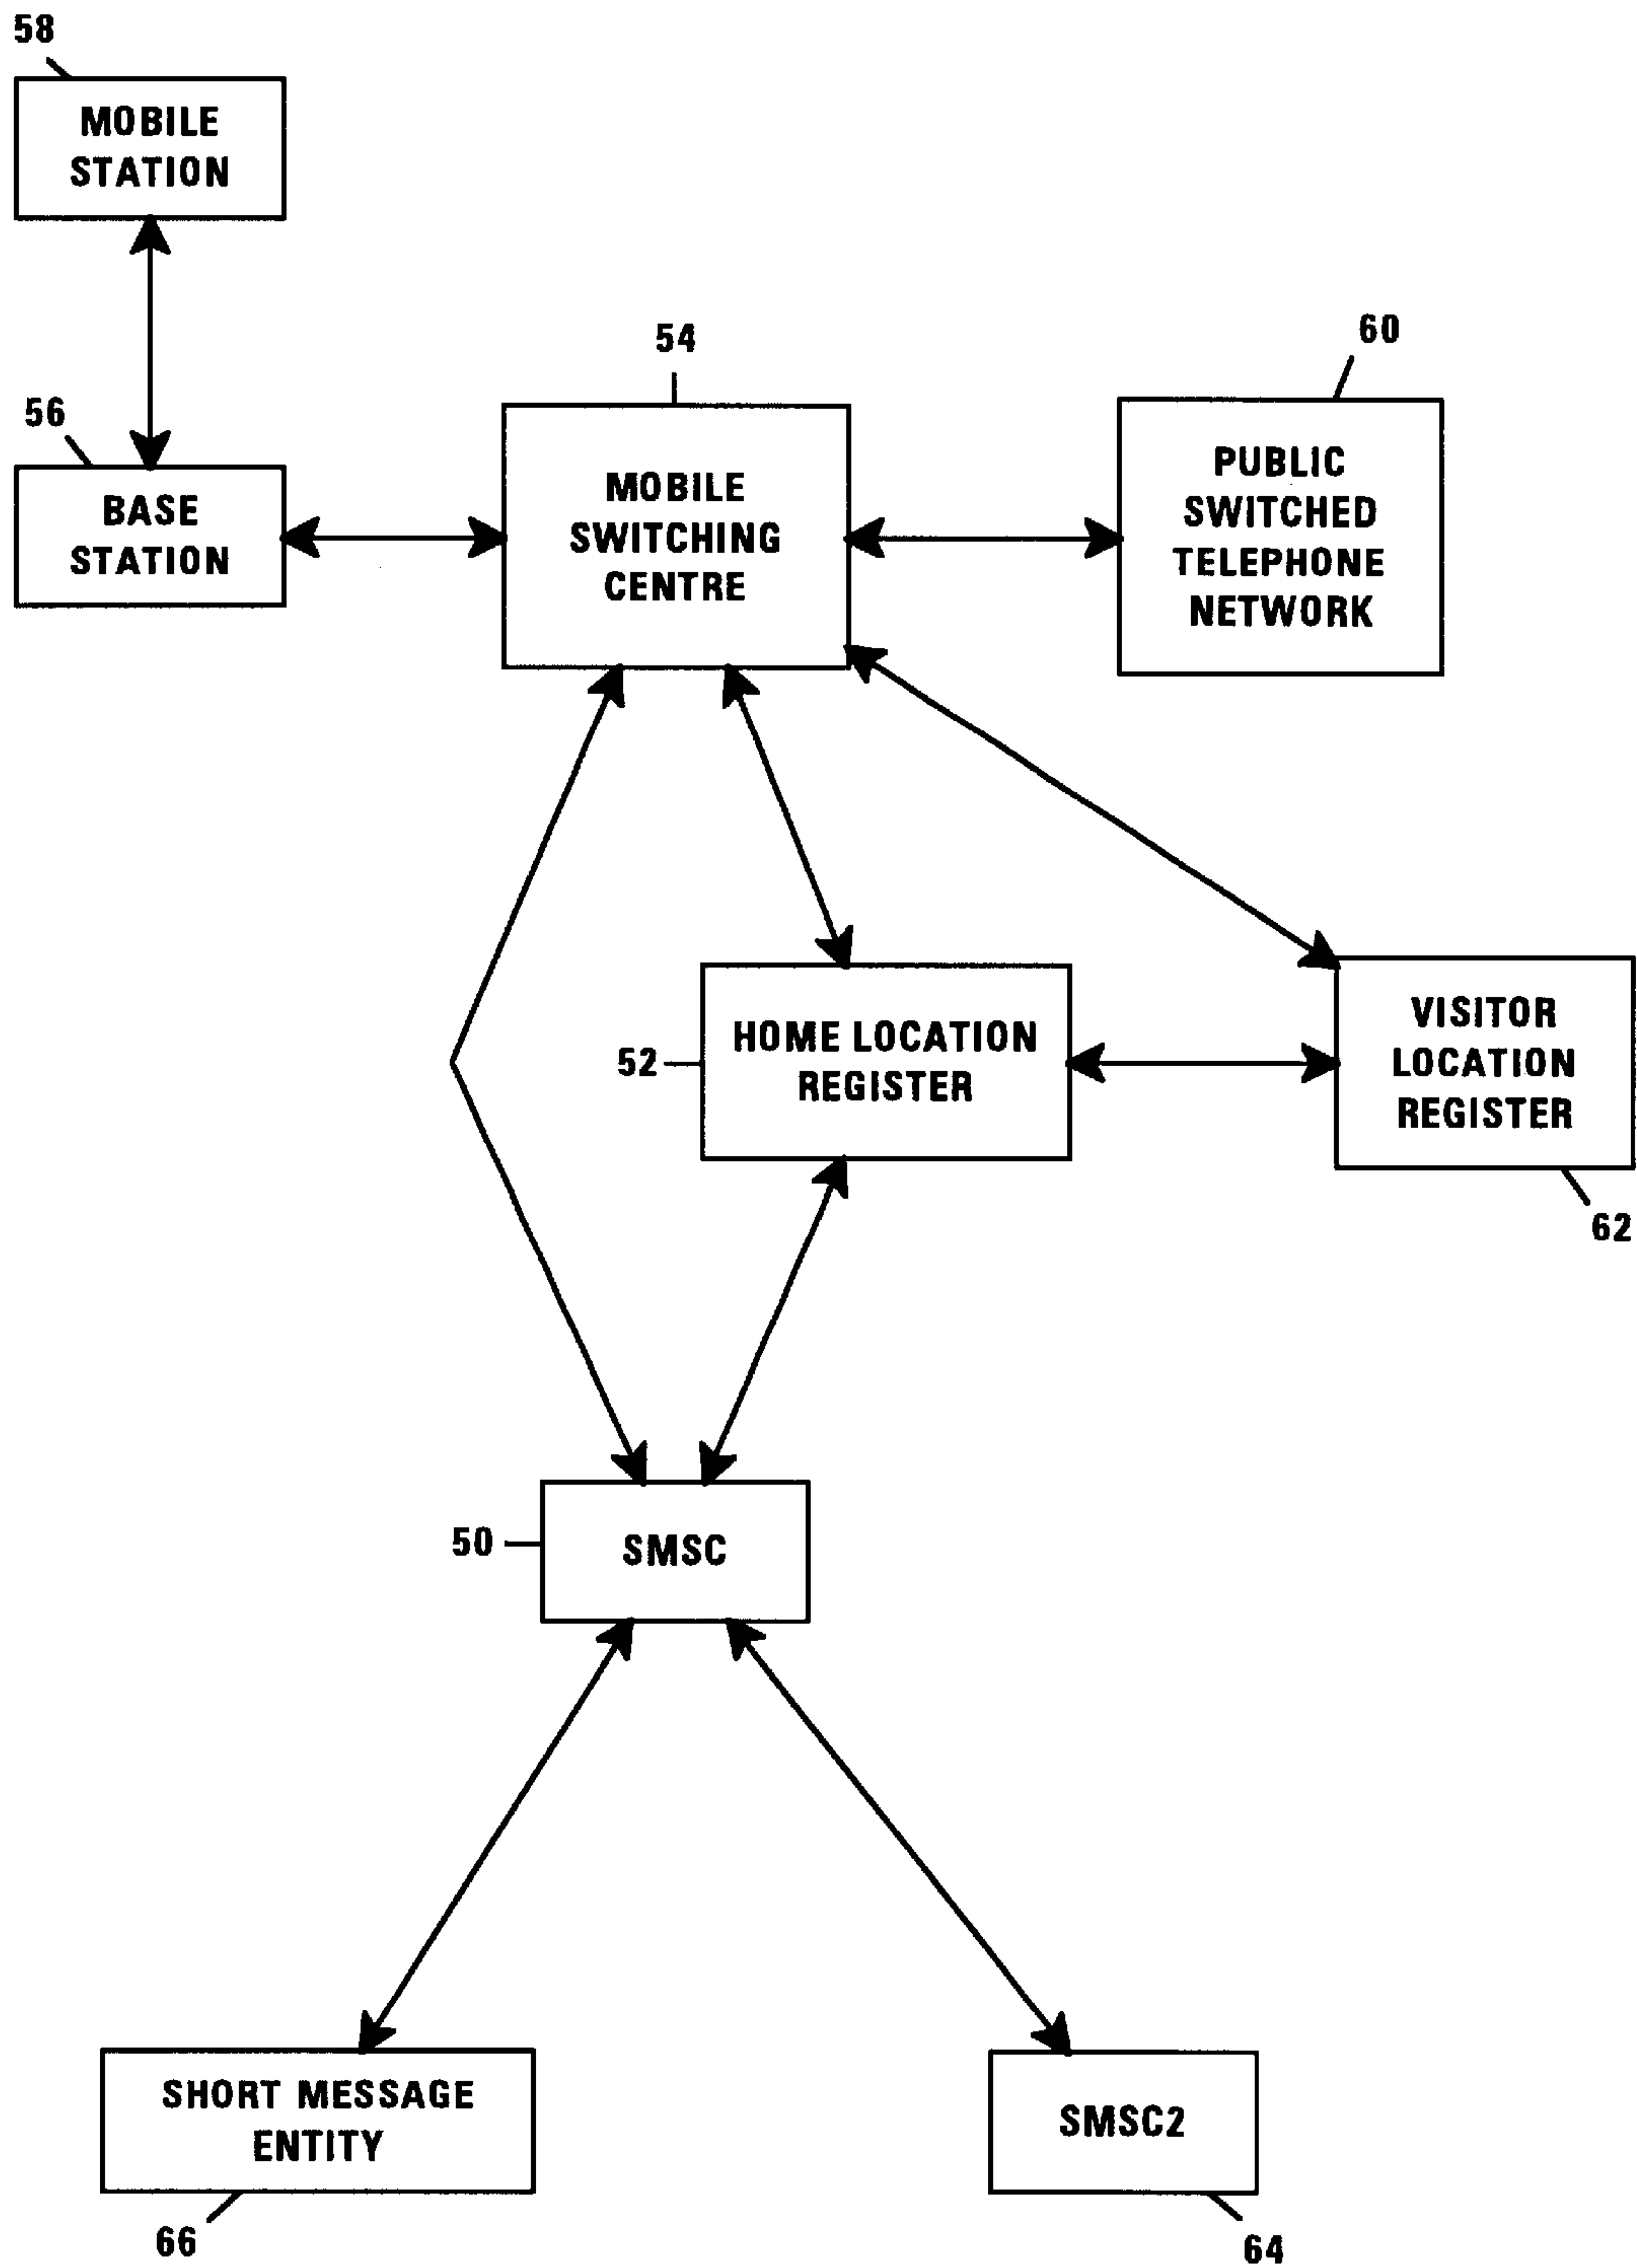 58
MOBILE
STATION
54
60
56
BASE
STATION
MOBILE
SWITCHING
CENTRE
PUBLIC
SWITCHED
TELEPHONE
NETWORK
52
HOME LOCATION
REGISTER
VISITOR
LOCATION
REGISTER
62
50
SMSC
SHORT MESSAGE
ENTITY
SMSC2
66
64